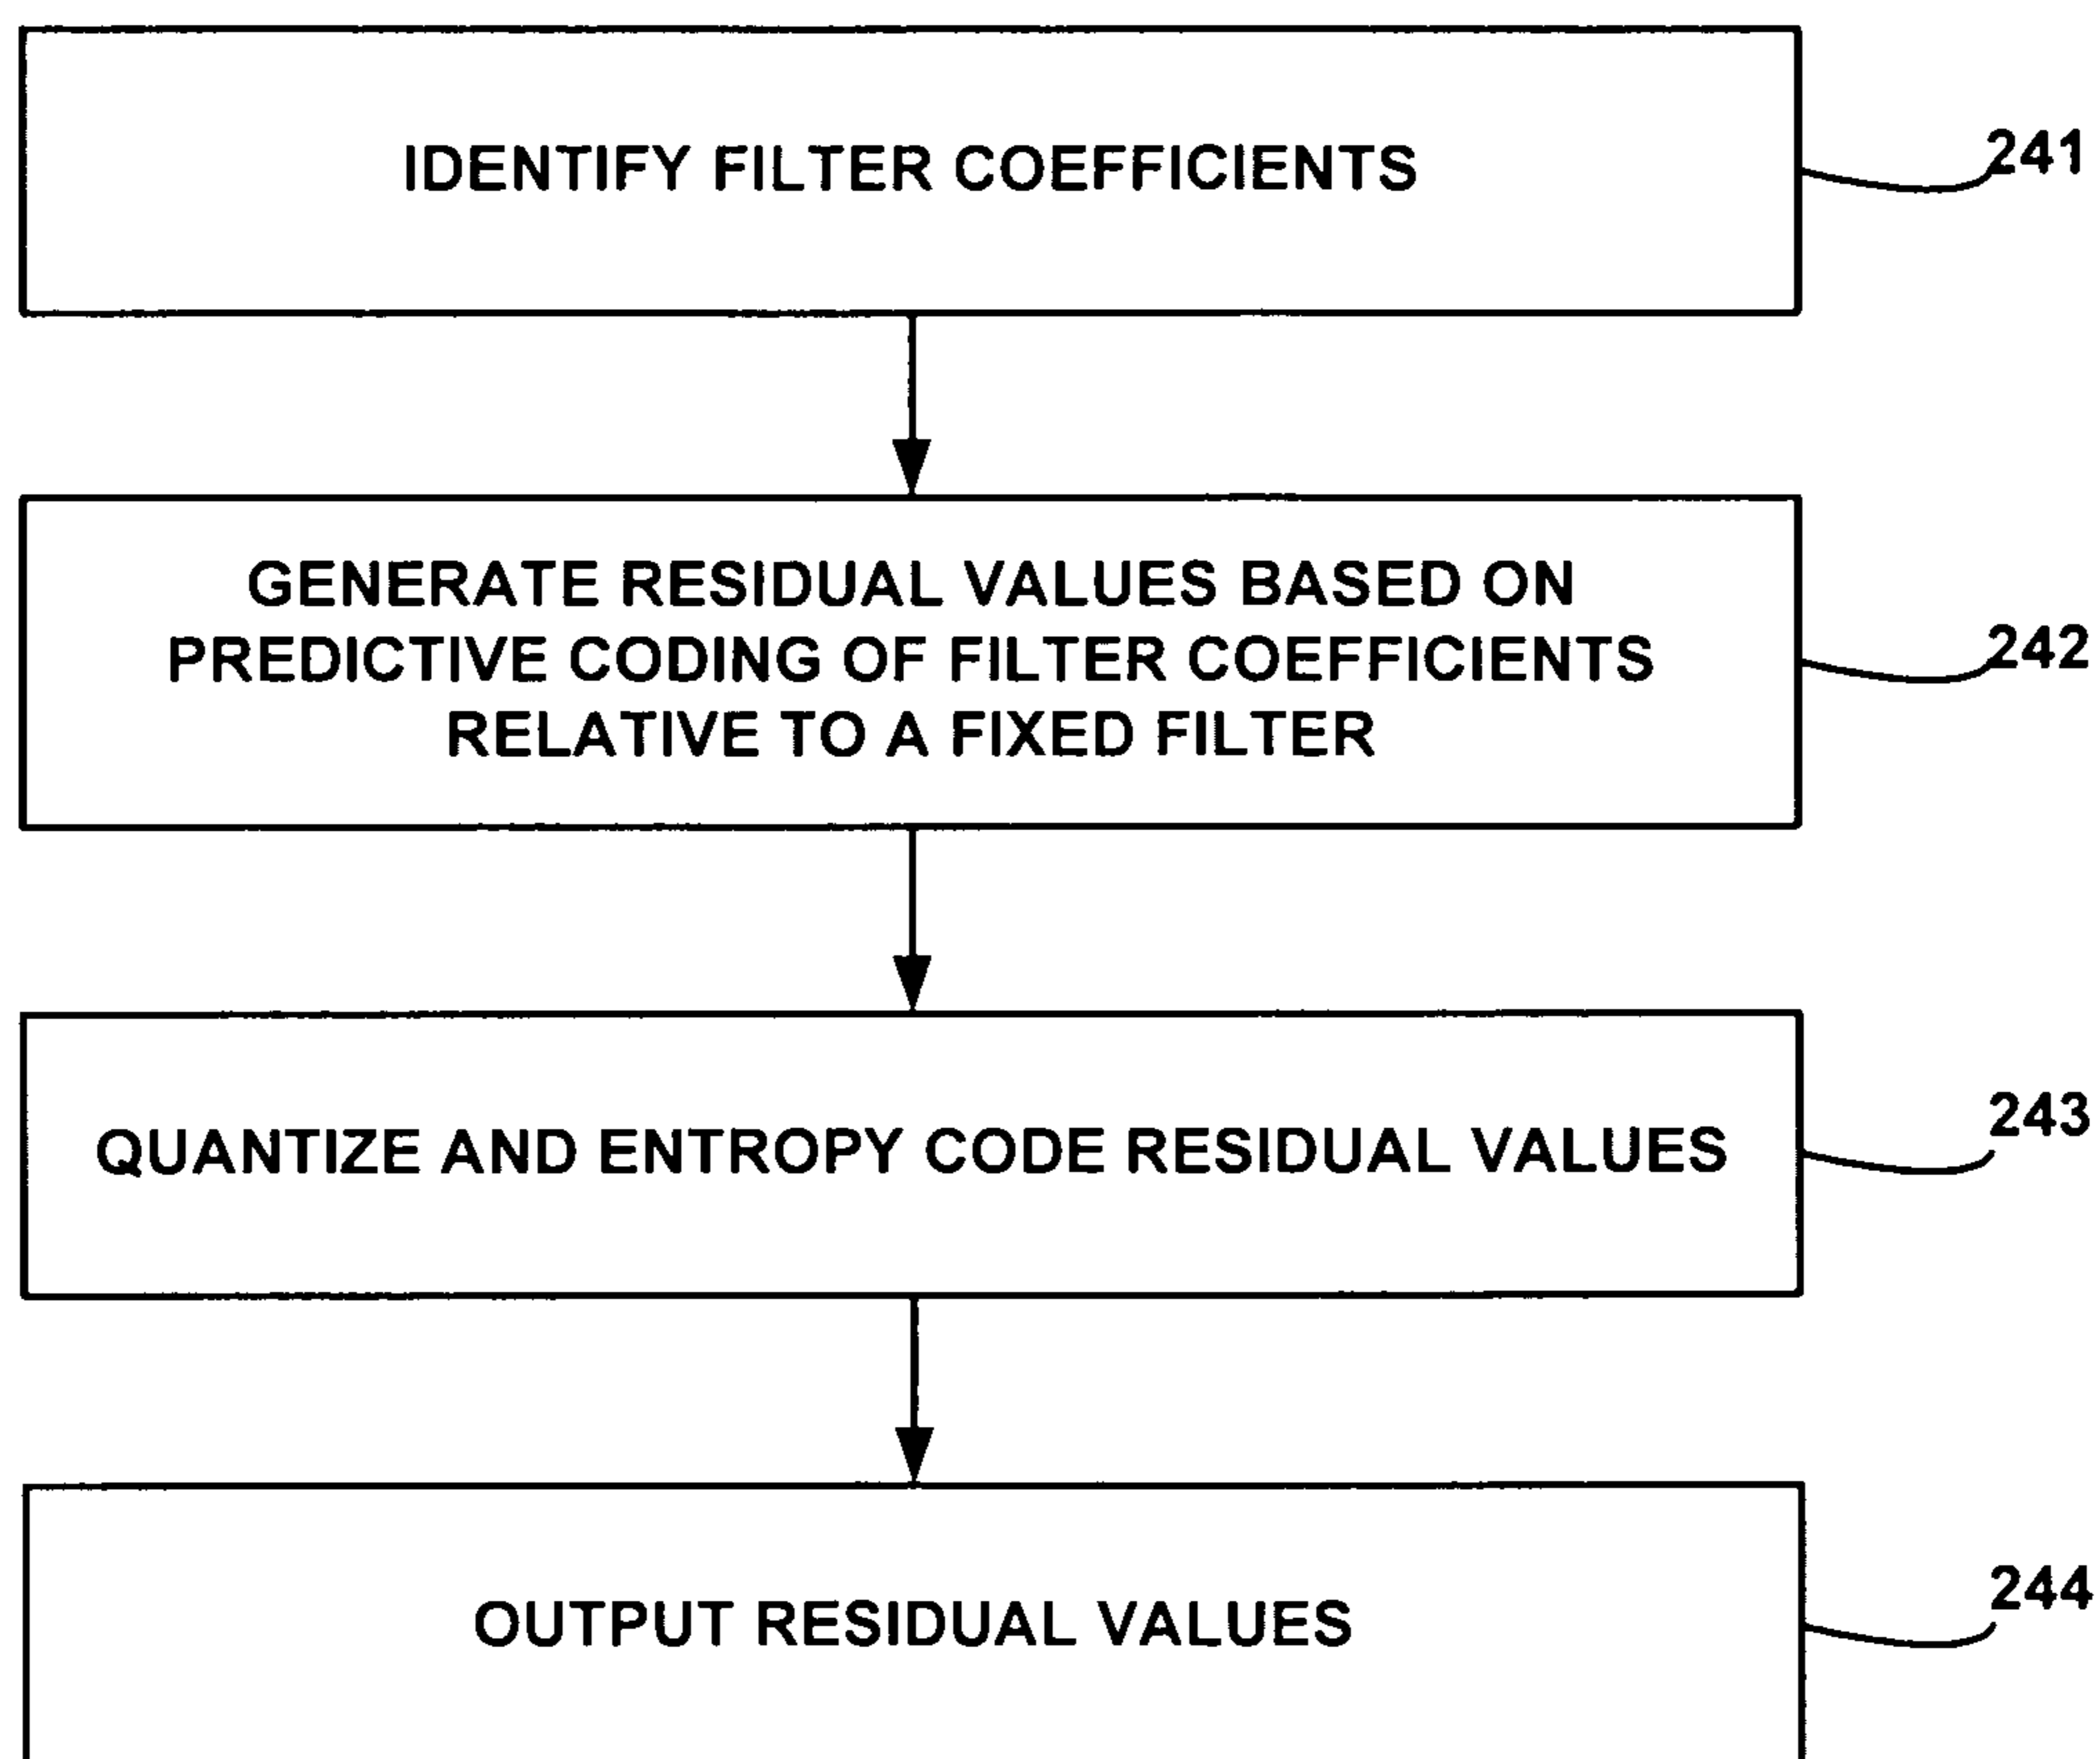 IDENTIFY FILTER COEFFICIENTS
241
GENERATE RESIDUAL VALUES BASED ON
PREDICTIVE CODING OF FILTER COEFFICIENTS
RELATIVE TO A FIXED FILTER
242
QUANTIZE AND ENTROPY CODE RESIDUAL VALUES
243
OUTPUT RESIDUAL VALUES
244